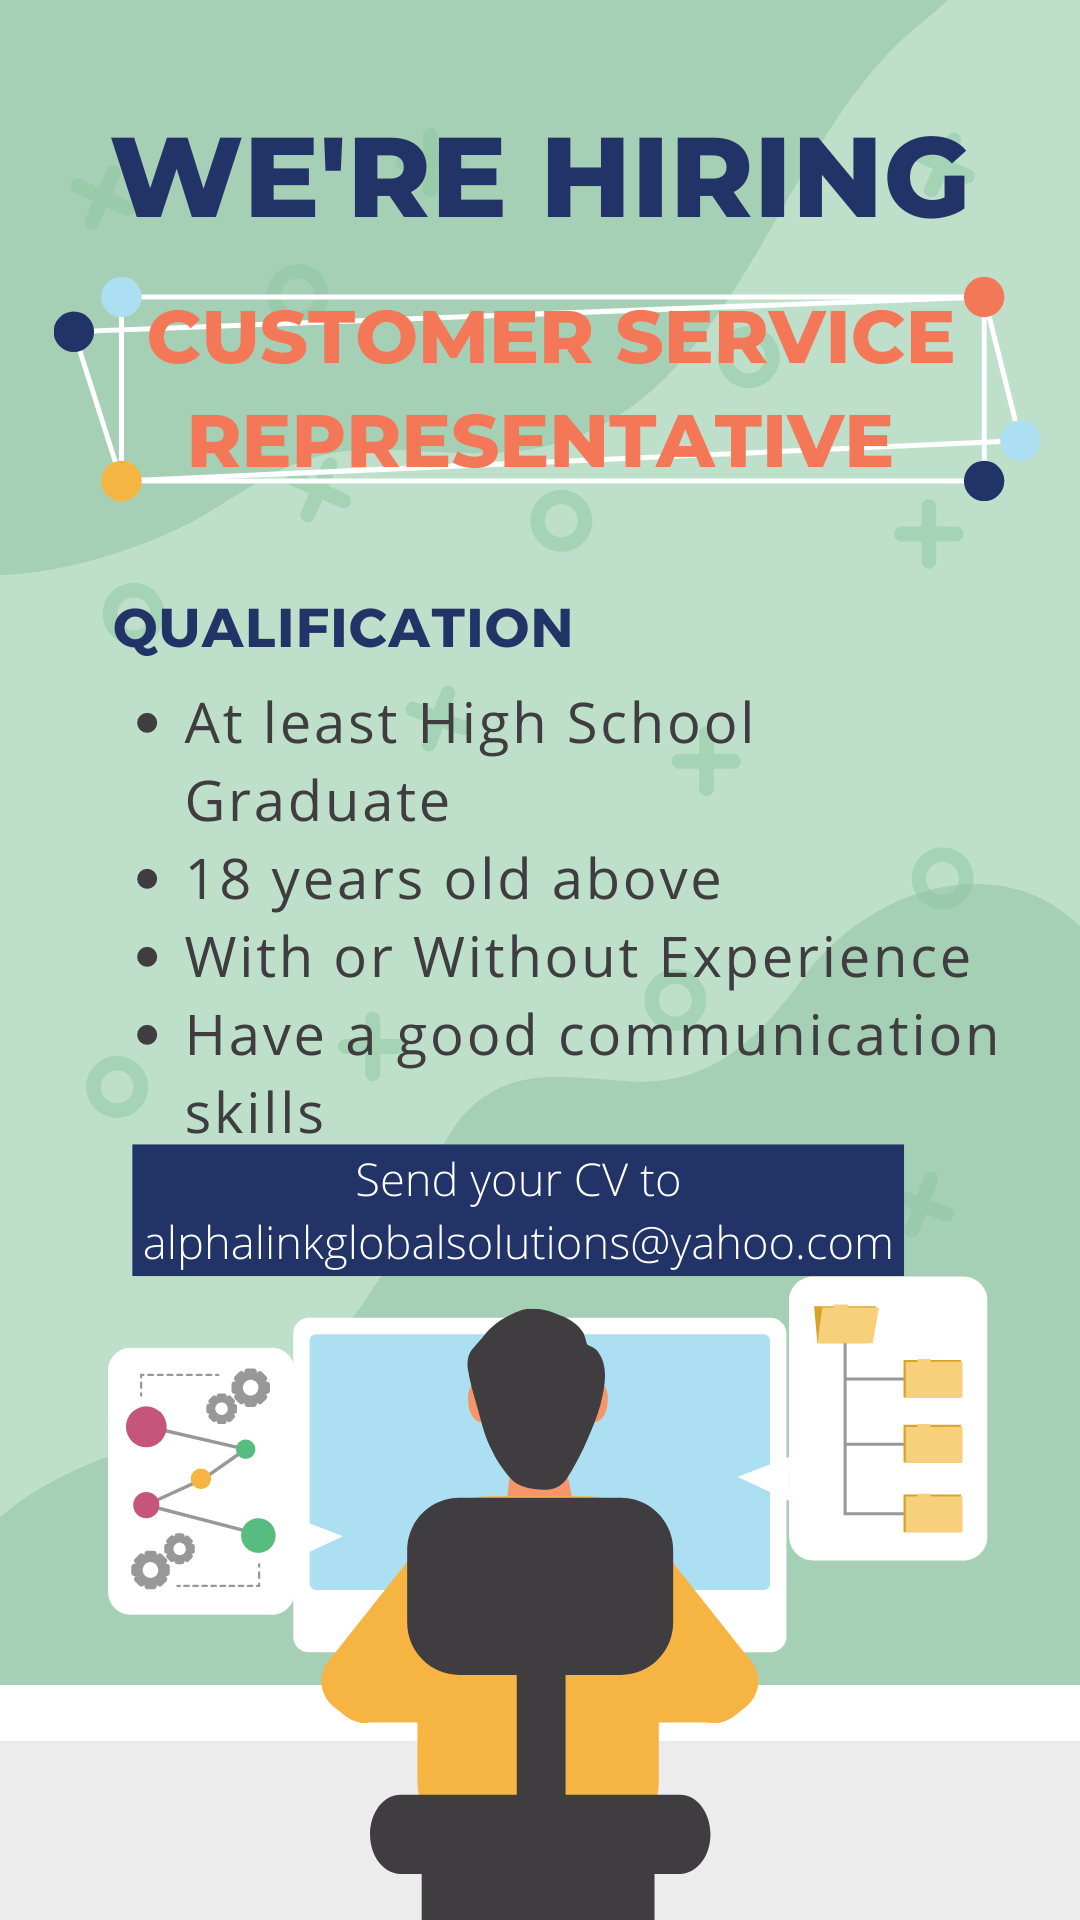 WE'RE HIRING
CUSTOMER SERVICE
REPRESENTATIVE
QUALIFICATION
• At least High School
Graduate
• 18 years old above
• With or Without Experience
• Have a good communication
skills
Send your CV to
alphalinkglobalsolutions@yahoo.com